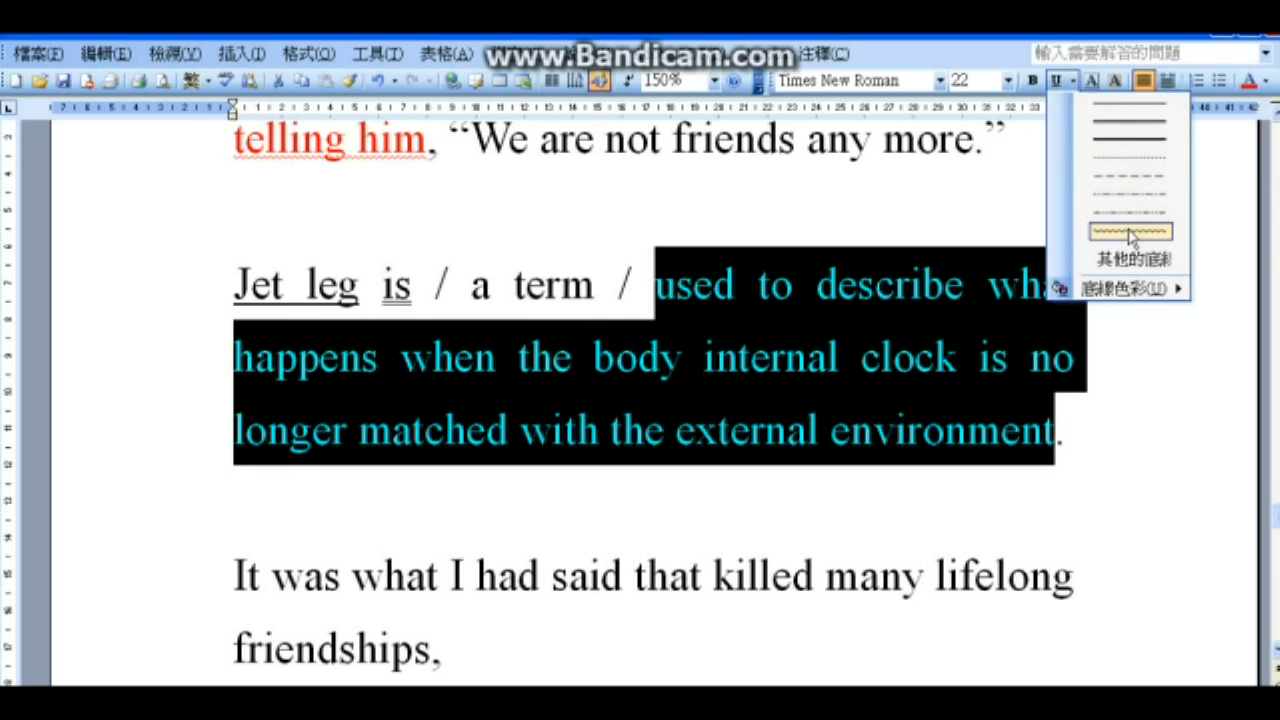 www.Bandicam.com
檔案(F) 編輯(E) 檢視(V) 插入(I) 格式(O) 工具(T) 表格(A) 注釋(C) 輸入需要解答的問題
繁 150% Times New Roman 22 B U A A A
telling him, “We are not friends any more.”
其他的底
底線色彩(U)
Jet leg is / a term / used to describe wha
happens when the body internal clock is no
longer matched with the external environment.
It was what I had said that killed many lifelong
friendships,